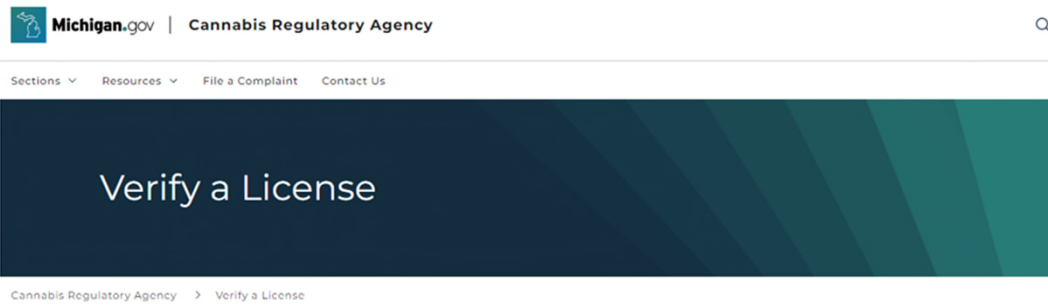 Michigan.gov | Cannabis Regulatory Agency
Sections Resources File a Complaint Contact Us
Verify a License
Cannabis Regulatory Agency > Verify a License